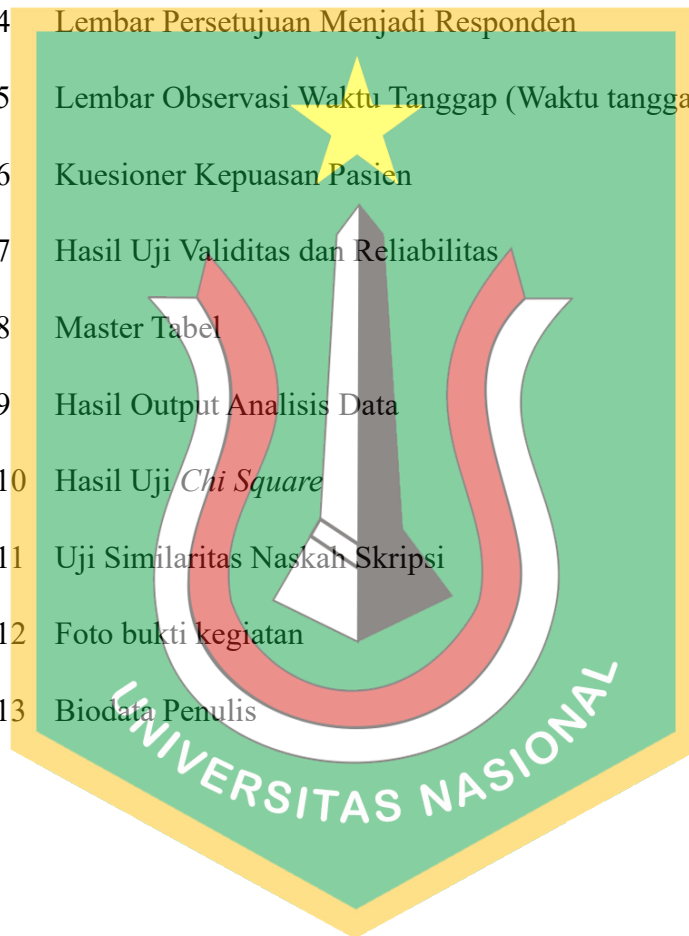 4 Lembar Persetujuan Menjadi Responden
5 Lembar Observasi Waktu Tanggap (Waktu tangga
6 Kuesioner Kepuasan Pasien
7 Hasil Uji Validitas dan Reliabilitas
8 Master Tabel
9 Hasil Output Analisis Data
10 Hasil Uji Chi Square
11 Uji Similaritas Naskah Skripsi
12 Foto bukti kegiatan
13 Biodata Penulis
UNIVERSITAS NASIONAL